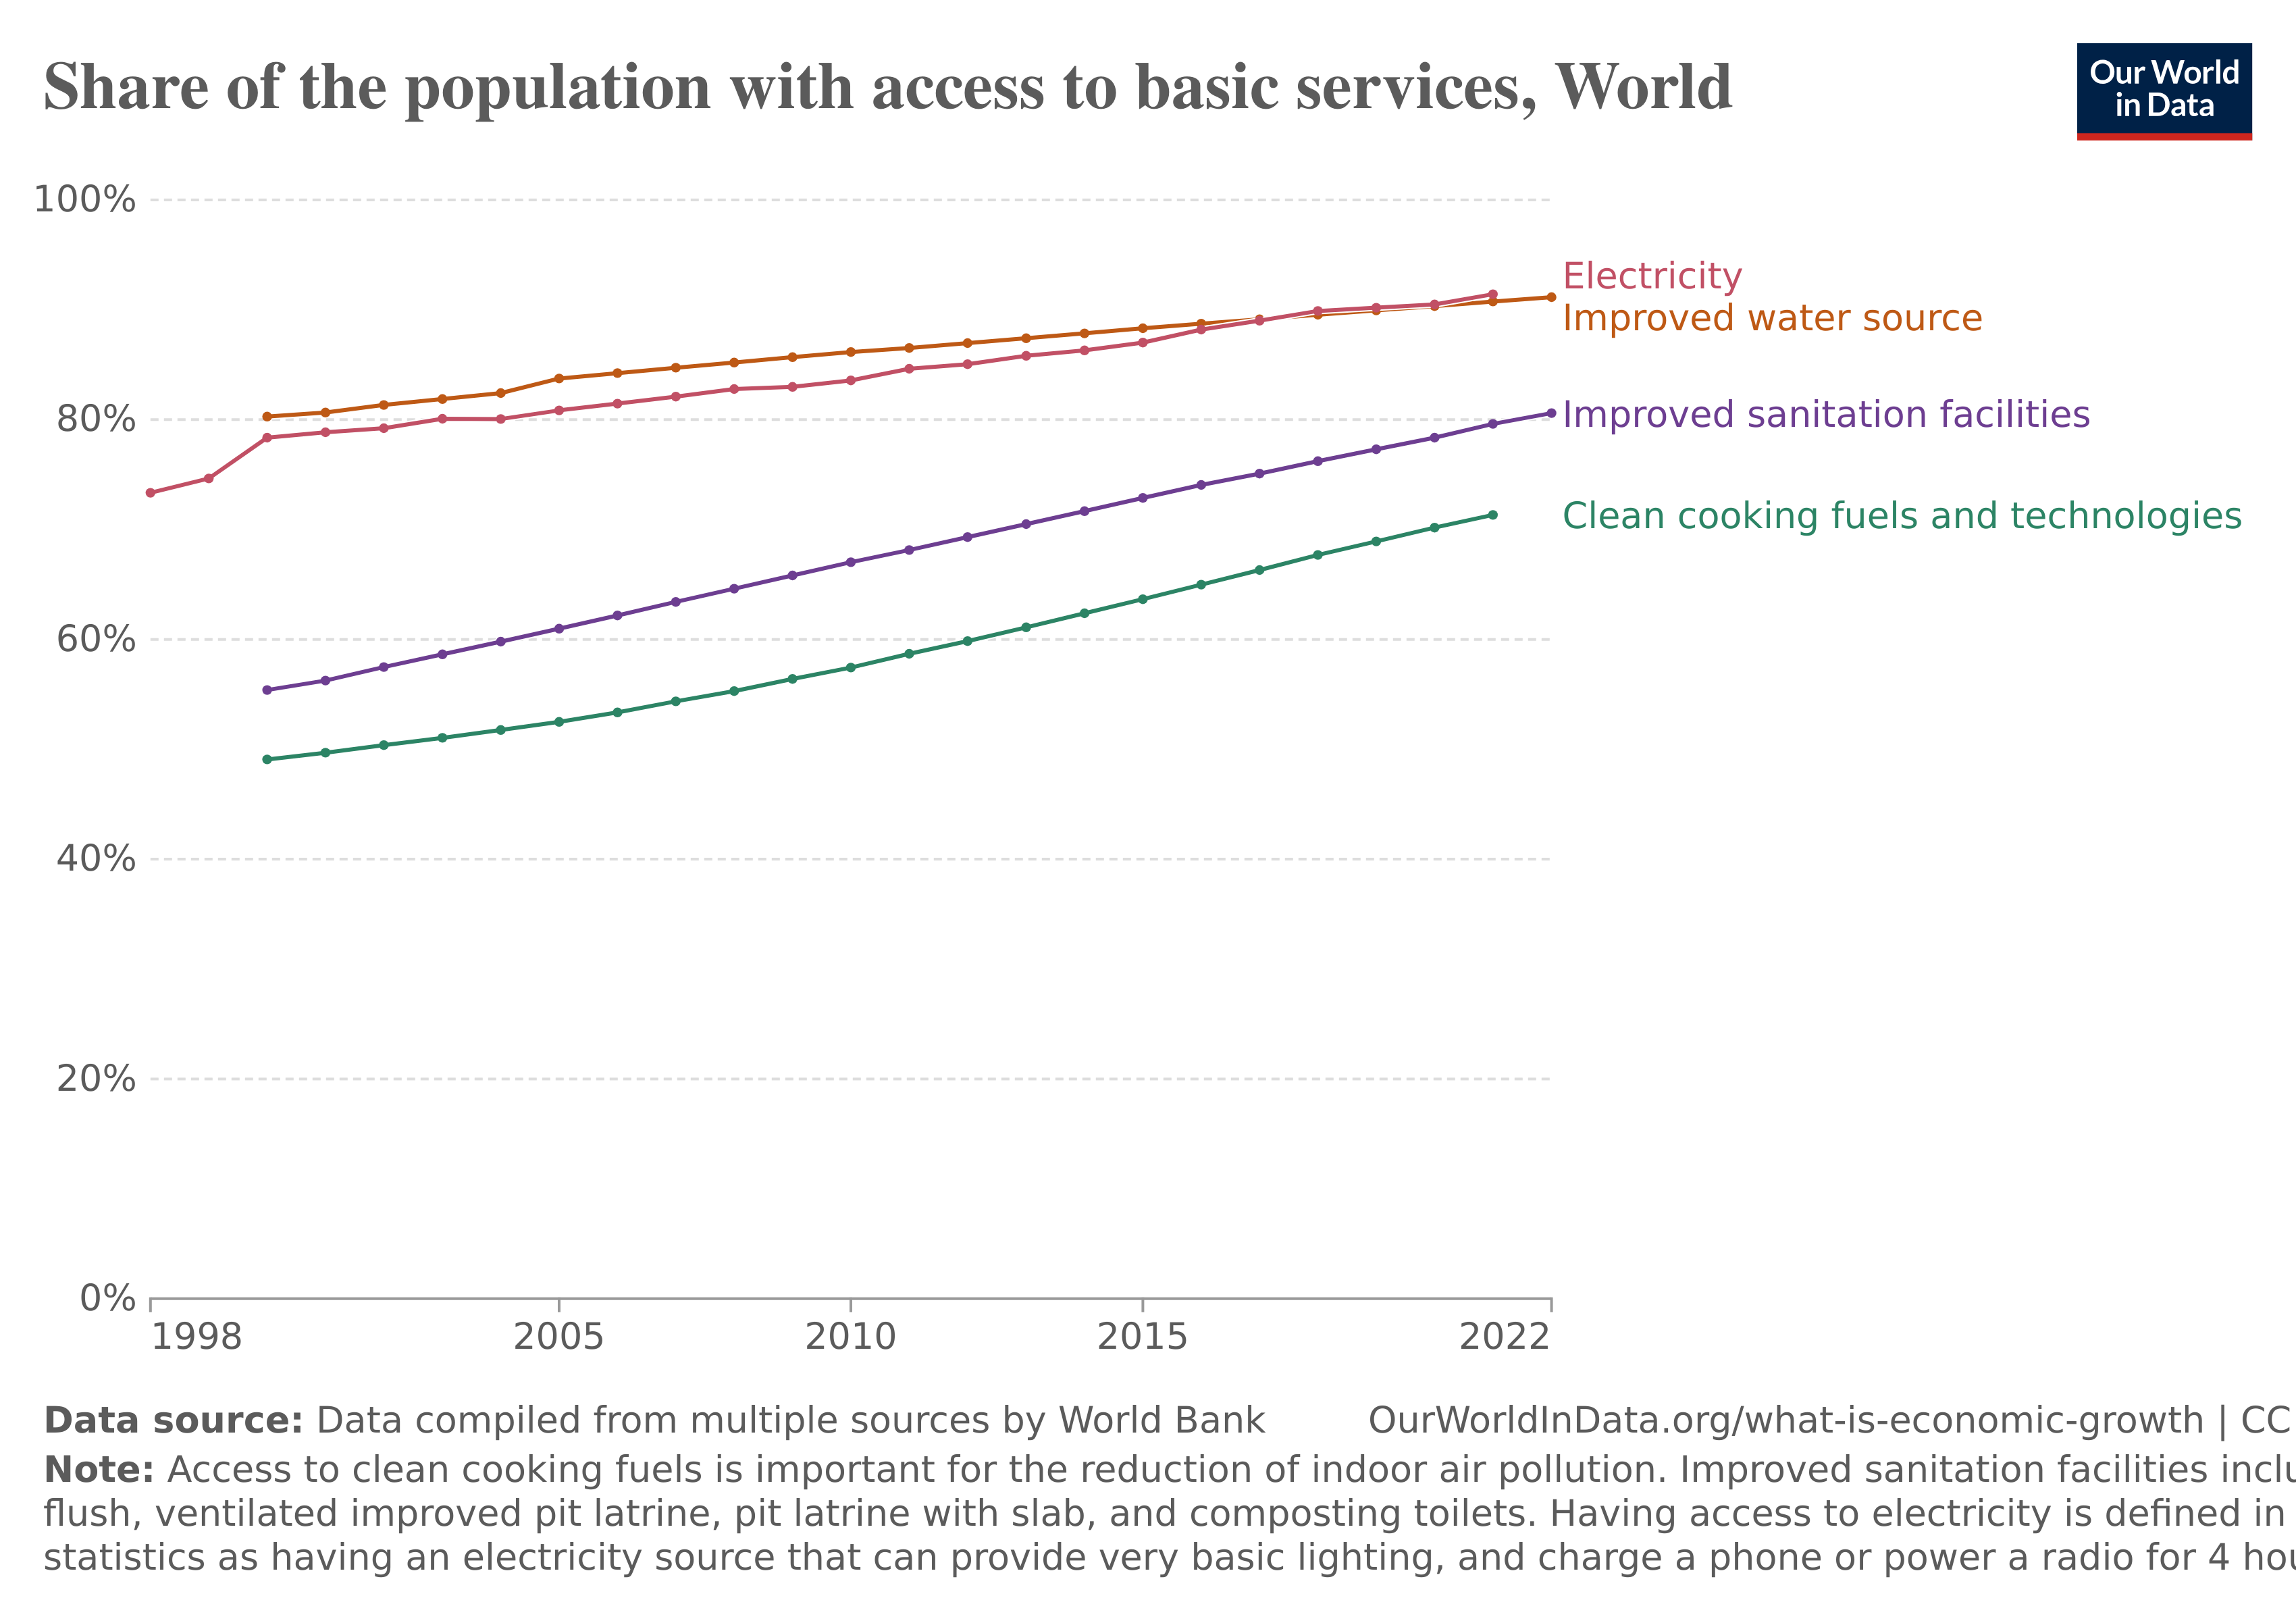 Share of the population with access to basic services, World
Our World
in Data
100%
80%
60%
40%
20%
0%
Electricity
Improved water source
Improved sanitation facilities
Clean cooking fuels and technologies
1998
2005
2010
2015
2022
Data source: Data compiled from multiple sources by World Bank
OurWorldInData.org/what-is-economic-growth | CC
Note: Access to clean cooking fuels is important for the reduction of indoor air pollution. Improved sanitation facilities
flush, ventilated improved pit latrine, pit latrine with slab, and composting toilets. Having access to electricity is defined in
statistics as having an electricity source that can provide very basic lighting, and charge a phone or power a radio for 4